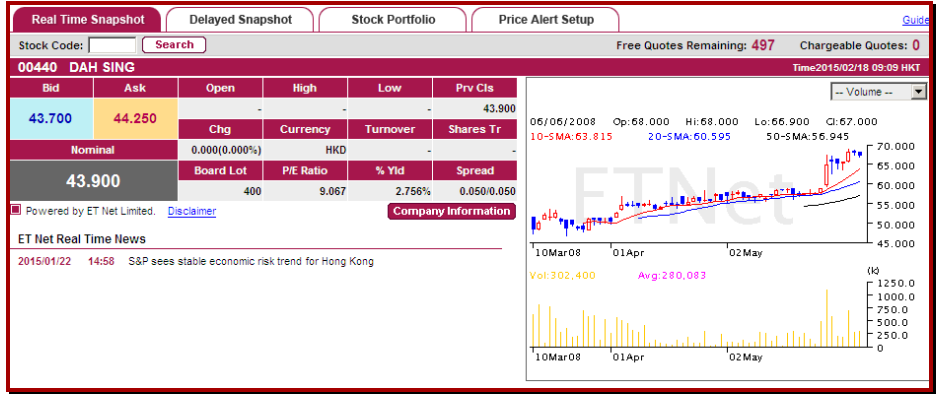 Real Time Snapshot Delayed Snapshot Stock Portfolio Price Alert Setup Guide
Stock Code: Search Free Quotes Remaining: 497 Chargeable Quotes: 0
00440 DAH SING Time2015/02/18 09:09 HKT
Bid Ask Open High Low Prv Cls
43.700 44.250 - - - 43.900
Chg Currency Turnover Shares Tr
Nominal 0.000(0.000%) HKD - -
43.900 Board Lot P/E Ratio % Yld Spread
400 9.067 2.756% 0.050/0.050
Powered by ET Net Limited. Disclaimer Company Information
ET Net Real Time News
2015/01/22 14:58 S&P sees stable economic risk trend for Hong Kong
-- Volume --
06/06/2008 Op:68.000 Hi:68.000 Lo:66.900 Cl:67.000
10-SMA:63.815 20-SMA:60.595 50-SMA:56.945
ETNet
70.000
65.000
60.000
55.000
50.000
45.000
10Mar08 01Apr 02May
Vol:302,400 Avg:280,083 (k)
1250.0
1000.0
750.0
500.0
250.0
0
10Mar08 01Apr 02May